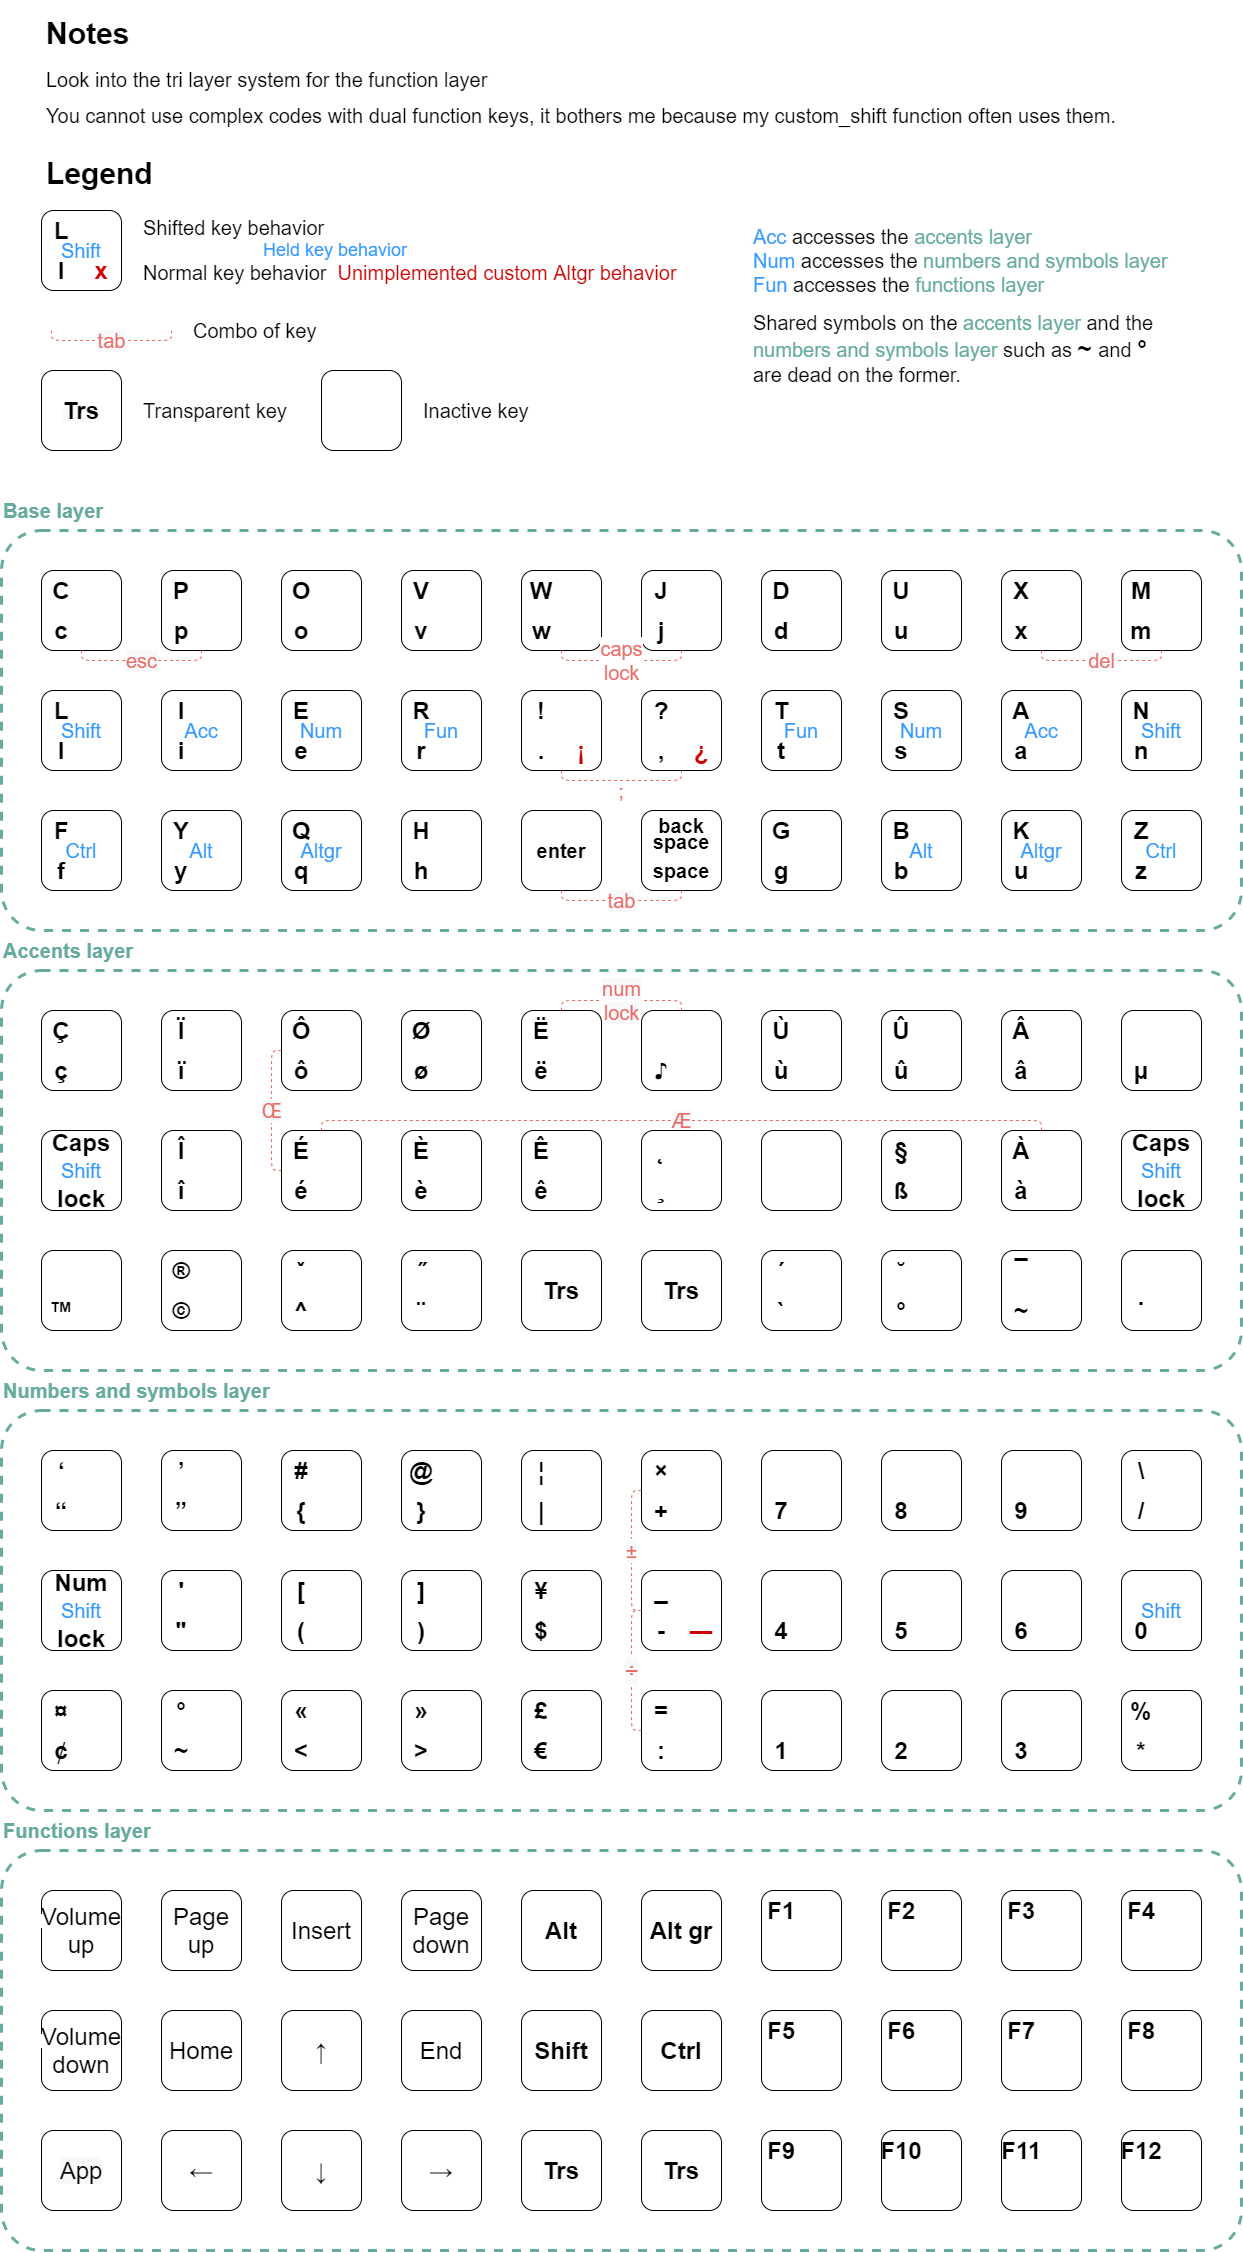 Notes
Look into the tri layer system for the function layer
You cannot use complex codes with dual function keys, it bothers me because my custom_shift function often uses them.
Legend
L
Shift
l x
Shifted key behavior
Held key behavior
Normal key behavior Unimplemented custom Altgr behavior
Acc accesses the accents layer
Num accesses the numbers and symbols layer
Fun accesses the functions layer
tab
Combo of key
Shared symbols on the accents layer and the
numbers and symbols layer such as ~ and °
are dead on the former.
Trs
Transparent key
Inactive key
Base layer
C P O V W J D U X M
c p o v w j d u x m
esc caps del
lock
L I E R ! ? T S A N
Shift Acc Num Fun Fun Num Acc Shift
l i e r . ¡ , ¿ t s a n
;
F Y Q H back G B K Z
Ctrl Alt Altgr enter space Alt Altgr Ctrl
f y q h space g b u z
tab
Accents layer
num
lock
Ç Ï Ô Ø Ë Ù Û Â
ç ï ô ø ë ♪ ù û â µ
Œ Æ
Caps Î É È Ê ˛ § À Caps
Shift Shift
lock î é è ê ¸ ß à lock
® ˇ ˝ ´ ˘ ¯
Trs Trs
™ © ^ ¨ ` ° ~ .
Numbers and symbols layer
‘ ’ # @ ¦ × \
“ ” { } | + 7 8 9 /
±
Num ' [ ] ¥ _
Shift Shift
lock " ( ) $ - — 4 5 6 0
÷
¤ ° « » £ = %
¢ ~ < > € : 1 2 3 *
Functions layer
Volume Page Insert Page Alt Alt gr F1 F2 F3 F4
up up down
Volume Home ↑ End Shift Ctrl F5 F6 F7 F8
down
App ← ↓ → Trs Trs F9 F10 F11 F12